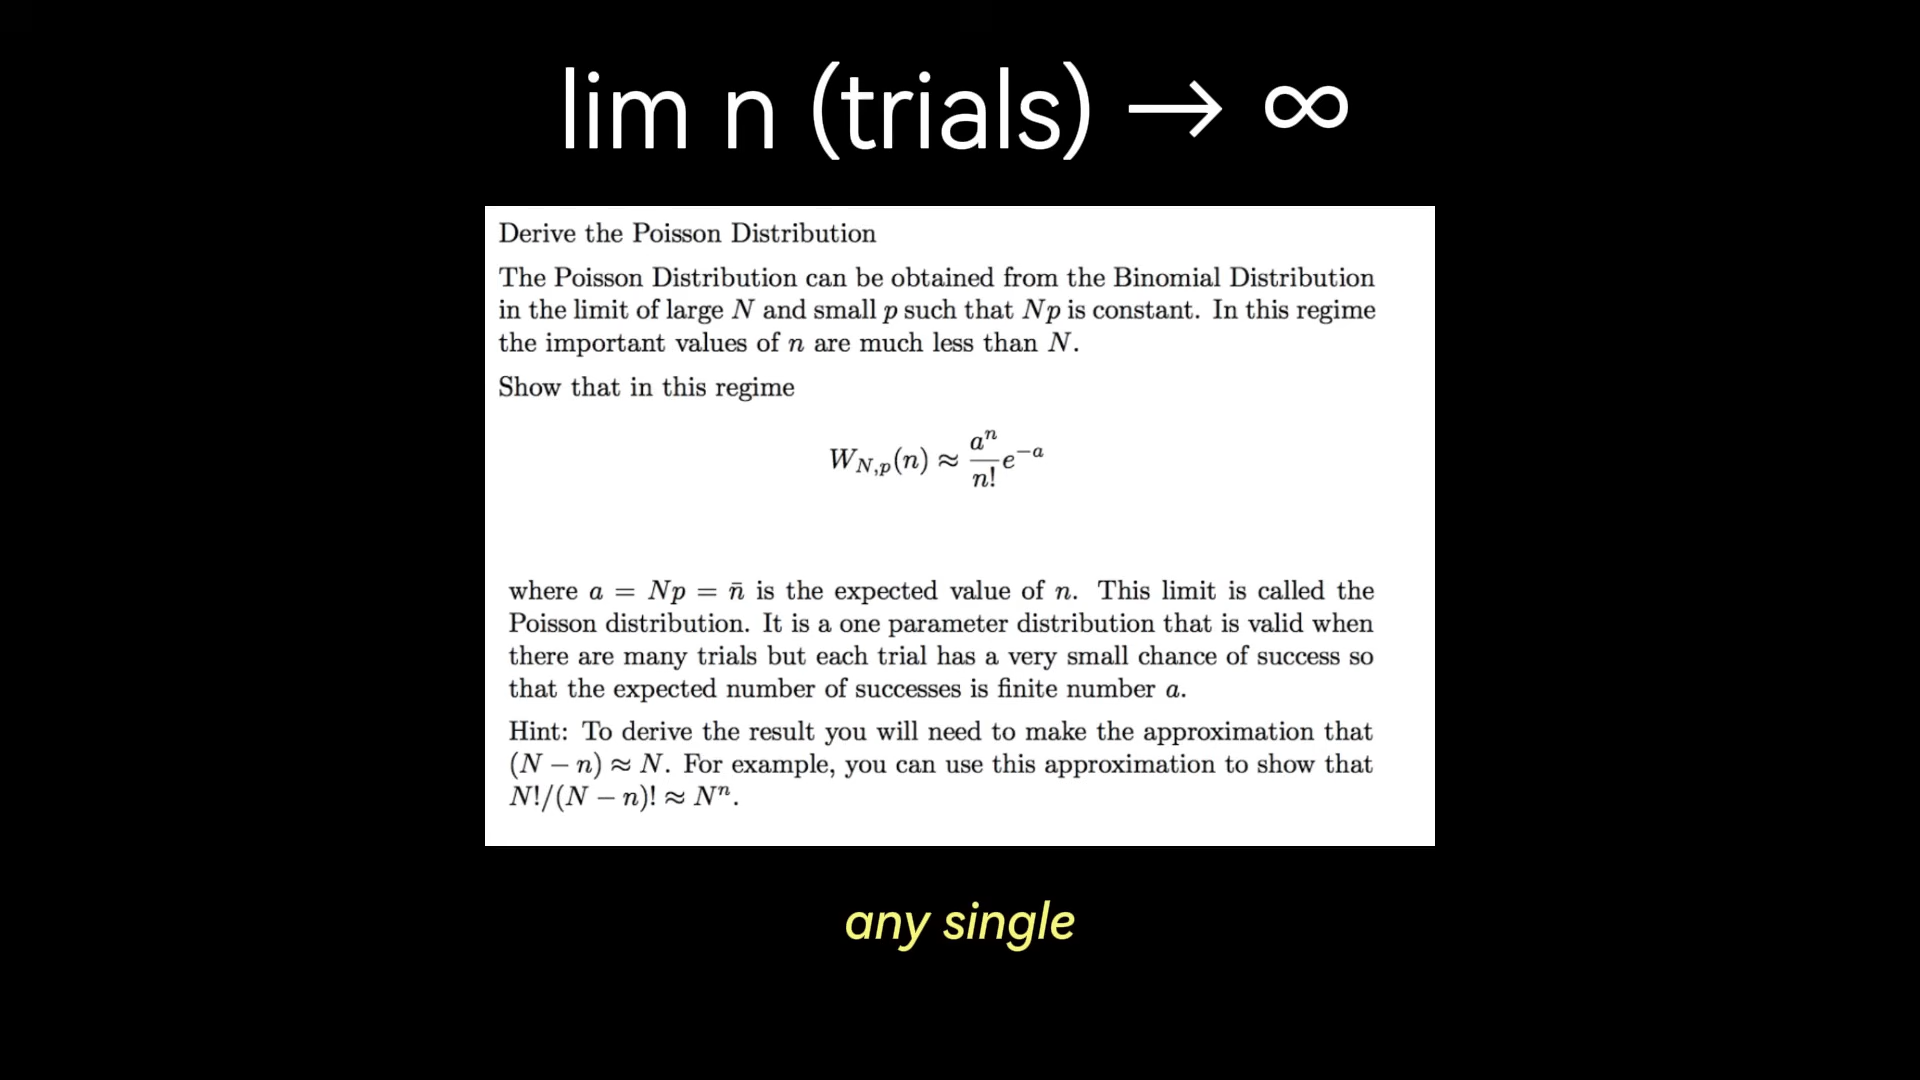 lim n (trials) → ∞
Derive the Poisson Distribution
The Poisson Distribution can be obtained from the Binomial Distribution
in the limit of large N and small p such that Np is constant. In this regime
the important values of n are much less than N.
Show that in this regime
W_{N,p}(n) ≈ \frac{a^n}{n!} e^{-a}
where a = Np = n̄ is the expected value of n. This limit is called the
Poisson distribution. It is a one parameter distribution that is valid when
there are many trials but each trial has a very small chance of success so
that the expected number of successes is finite number a.
Hint: To derive the result you will need to make the approximation that
(N − n) ≈ N. For example, you can use this approximation to show that
N!/(N − n)! ≈ Nⁿ.
any single